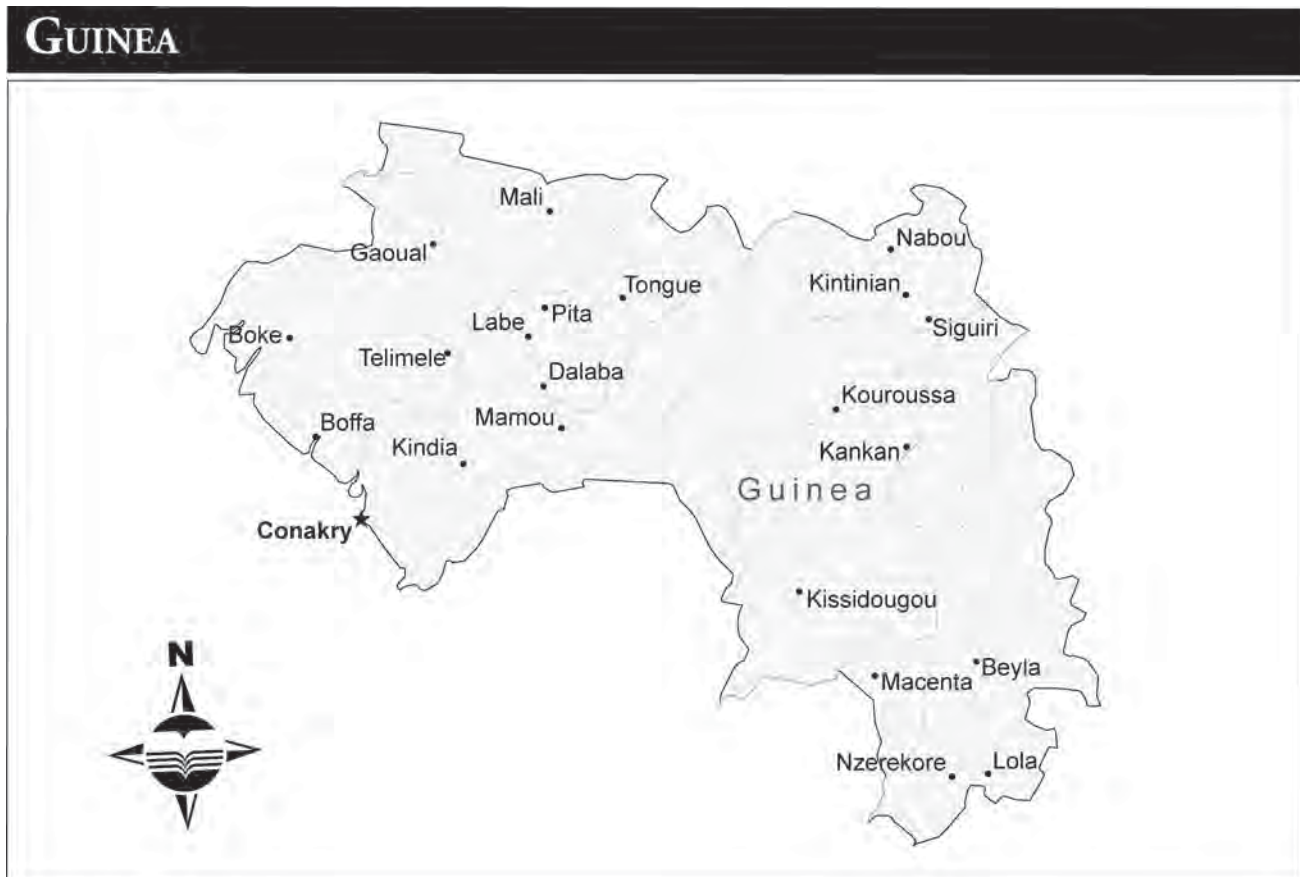 GUINEA
Mali
Nabou
Gaoual
Kintinian
Tongue
Pita
Siguiri
Labe
Boke
Telimele
Dalaba
Kouroussa
Mamou
Boffa
Kindia
Kankan
Guinea
Conakry
Kissidougou
N
Beyla
Macenta
Nzerekore
Lola